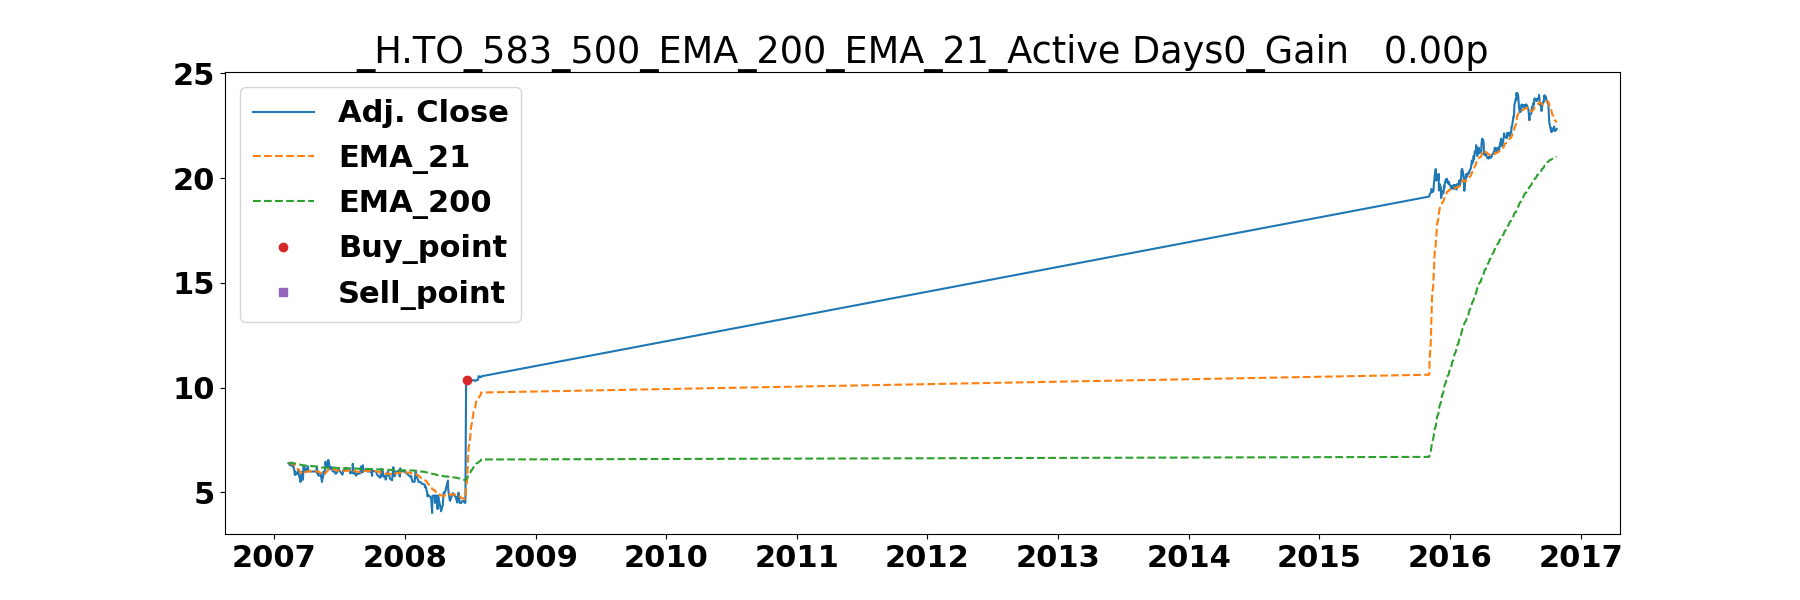 _H.TO_583_500_EMA_200_EMA_21_Active Days0_Gain   0.00p
25
20
15
10
5
Adj. Close
EMA_21
EMA_200
Buy_point
Sell_point
2007 2008 2009 2010 2011 2012 2013 2014 2015 2016 2017